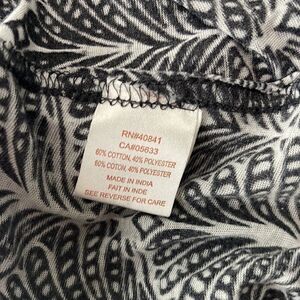 RN#40841
CA#05633
60% COTTON, 40% POLYESTER
60% COTON, 40% POLYESTER
MADE IN INDIA
FAIT IN INDE
SEE REVERSE FOR CARE